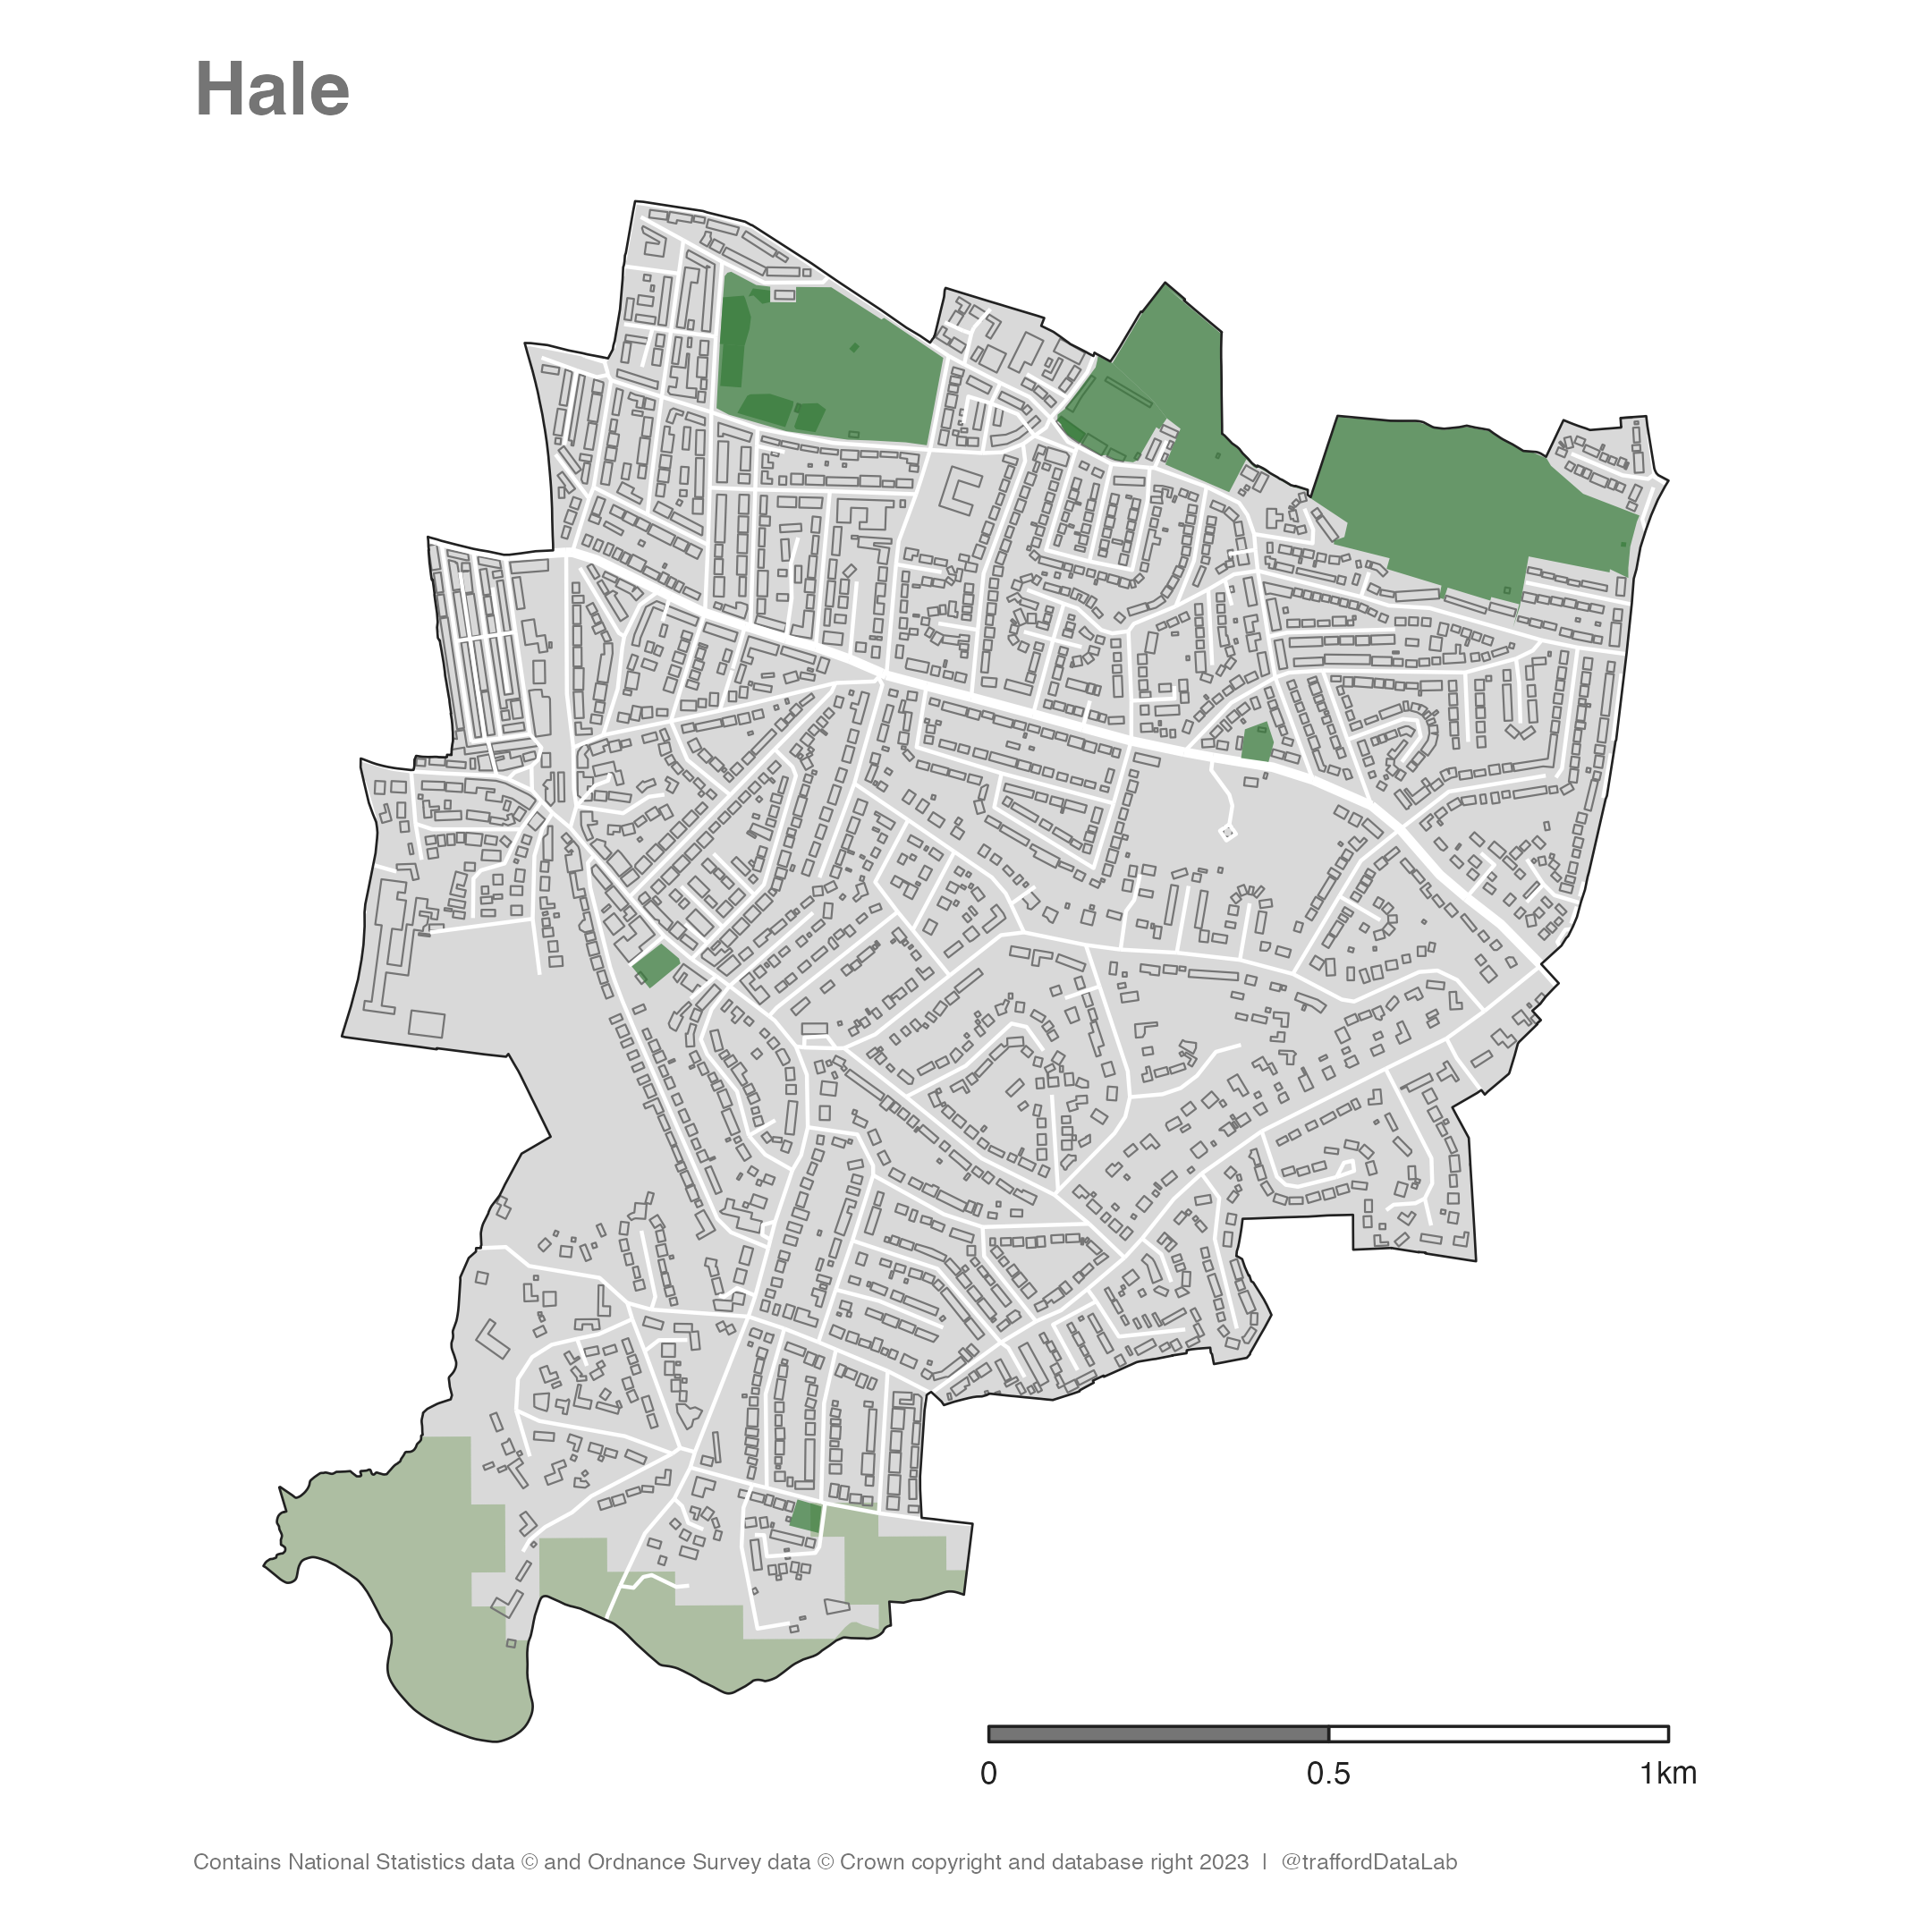 Hale
0 0.5 1km
Contains National Statistics data © and Ordnance Survey data © Crown copyright and database right 2023 | @traffordDataLab